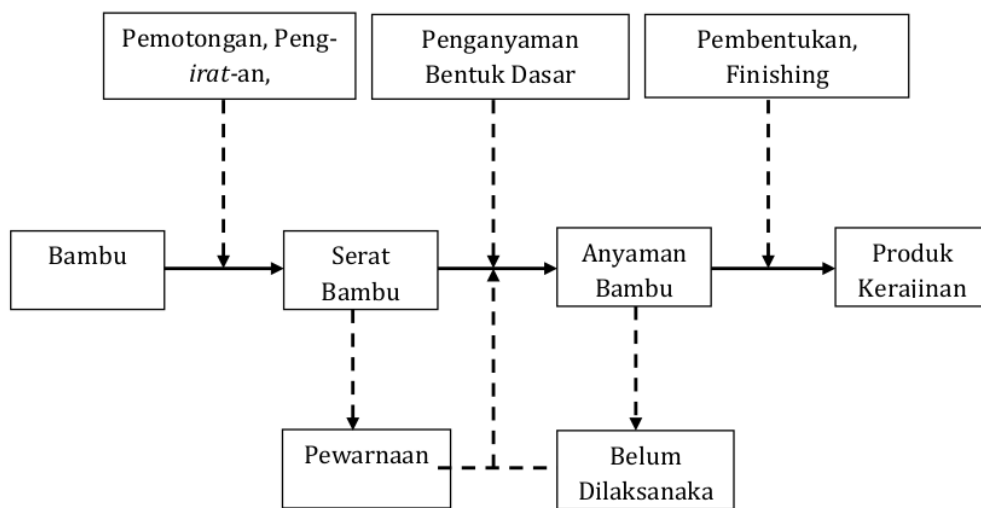 Pemotongan, Peng-
irat-an,
Penganyaman
Bentuk Dasar
Pembentukan,
Finishing
Bambu
Serat
Bambu
Anyaman
Bambu
Produk
Kerajinan
Pewarnaan
Belum
Dilaksanaka